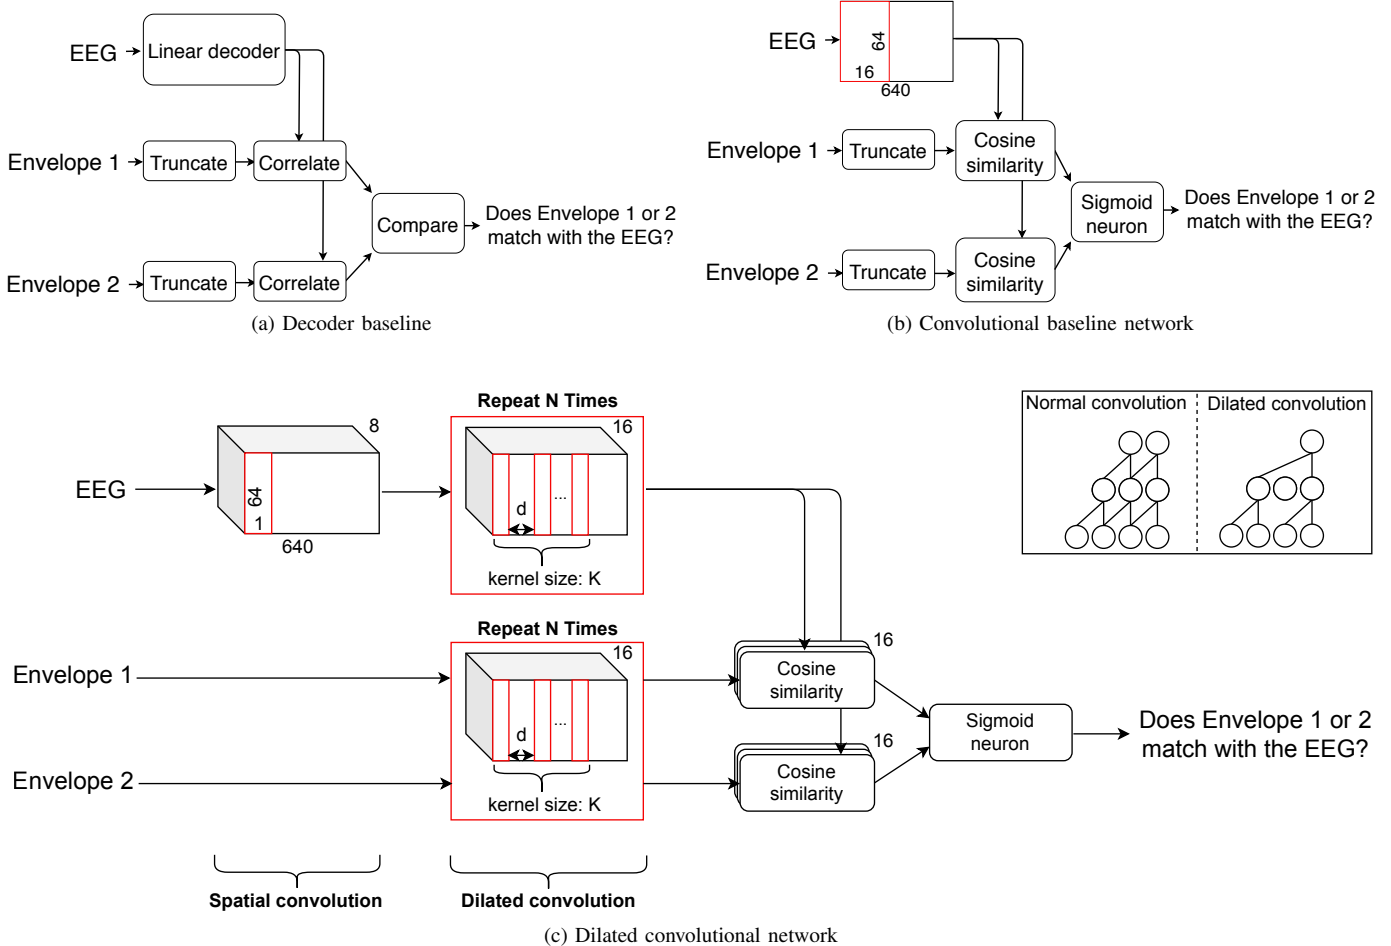 EEG
Linear decoder
Envelope 1
Truncate
Correlate
Compare
Does Envelope 1 or 2
match with the EEG?
Envelope 2
Truncate
Correlate
(a) Decoder baseline
EEG
64
16
640
Envelope 1
Truncate
Cosine
similarity
Sigmoid
neuron
Does Envelope 1 or 2
match with the EEG?
Envelope 2
Truncate
Cosine
similarity
(b) Convolutional baseline network
Repeat N Times
EEG
8
64
1
640
16
...
d
kernel size: K
Normal convolution
Dilated convolution
Repeat N Times
Envelope 1
16
...
d
kernel size: K
16
Cosine
similarity
Sigmoid
neuron
Does Envelope 1 or 2
match with the EEG?
Envelope 2
16
Cosine
similarity
Spatial convolution
Dilated convolution
(c) Dilated convolutional network